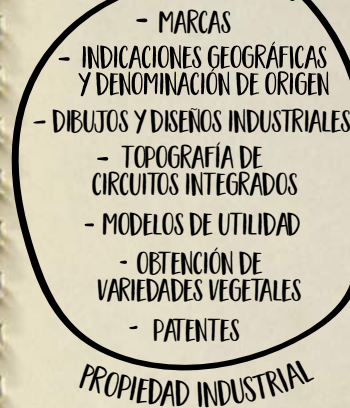 - MARCAS
- INDICACIONES GEOGRÁFICAS
Y DENOMINACIÓN DE ORIGEN
- DIBUJOS Y DISEÑOS INDUSTRIALES
- TOPOGRAFÍA DE
CIRCUITOS INTEGRADOS
- MODELOS DE UTILIDAD
- OBTENCIÓN DE
VARIEDADES VEGETALES
- PATENTES
PROPIEDAD INDUSTRIAL